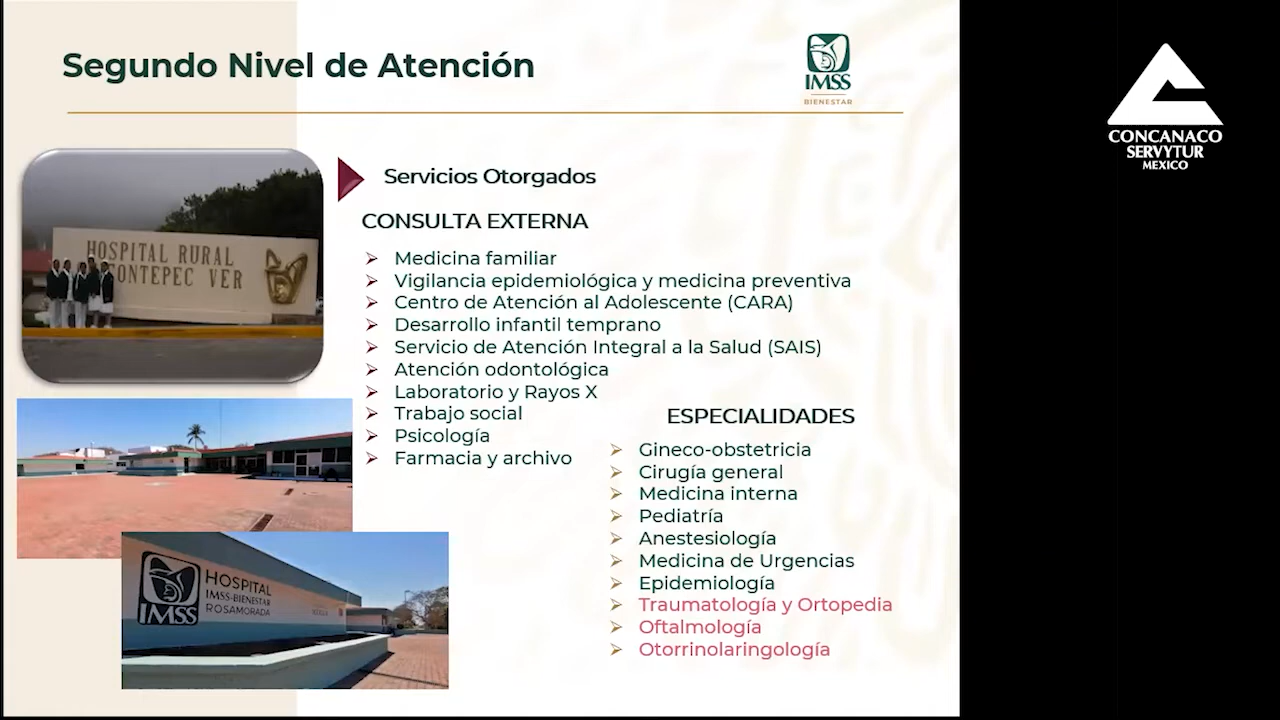 Segundo Nivel de Atención
IMSS
BIENESTAR
CONCANACO
SERVYTUR
MEXICO
HOSPITAL RURAL
CONTEPEC VER
Servicios Otorgados
CONSULTA EXTERNA
Medicina familiar
Vigilancia epidemiológica y medicina preventiva
Centro de Atención al Adolescente (CARA)
Desarrollo infantil temprano
Servicio de Atención Integral a la Salud (SAIS)
Atención odontológica
Laboratorio y Rayos X
Trabajo social
Psicología
Farmacia y archivo
ESPECIALIDADES
Gineco-obstetricia
Cirugía general
Medicina interna
Pediatría
Anestesiología
Medicina de Urgencias
Epidemiología
Traumatología y Ortopedia
Oftalmología
Otorrinolaringología
IMSS
HOSPITAL
IMSS-BIENESTAR
ROSAMORADA